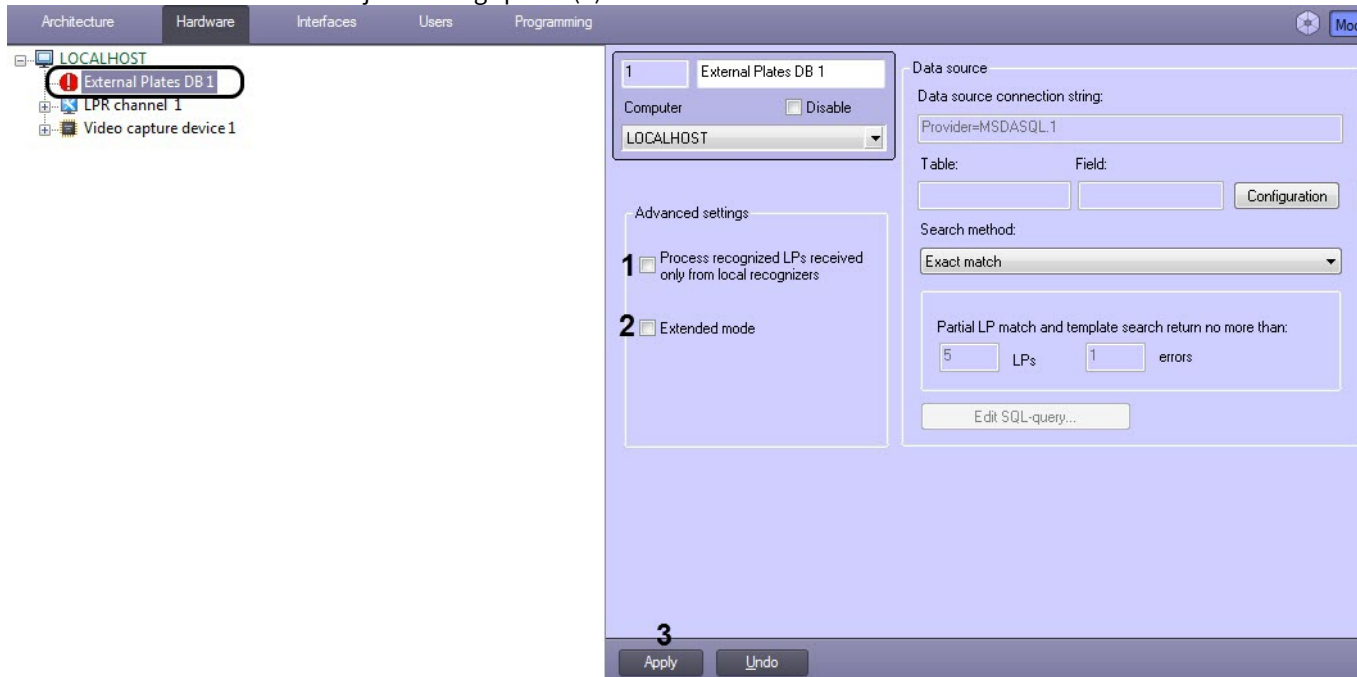 Architecture Hardware Interfaces Users Programming
LOCALHOST
External Plates DB 1
LPR channel 1
Video capture device 1
1 External Plates DB 1
Computer Disable
LOCALHOST
Advanced settings
1 Process recognized LPs received
only from local recognizers
2 Extended mode
Data source
Data source connection string:
Provider=MSDASQL.1
Table: Field:
Configuration
Search method:
Exact match
Partial LP match and template search return no more than:
5 LPs 1 errors
Edit SQL-query...
3
Apply Undo